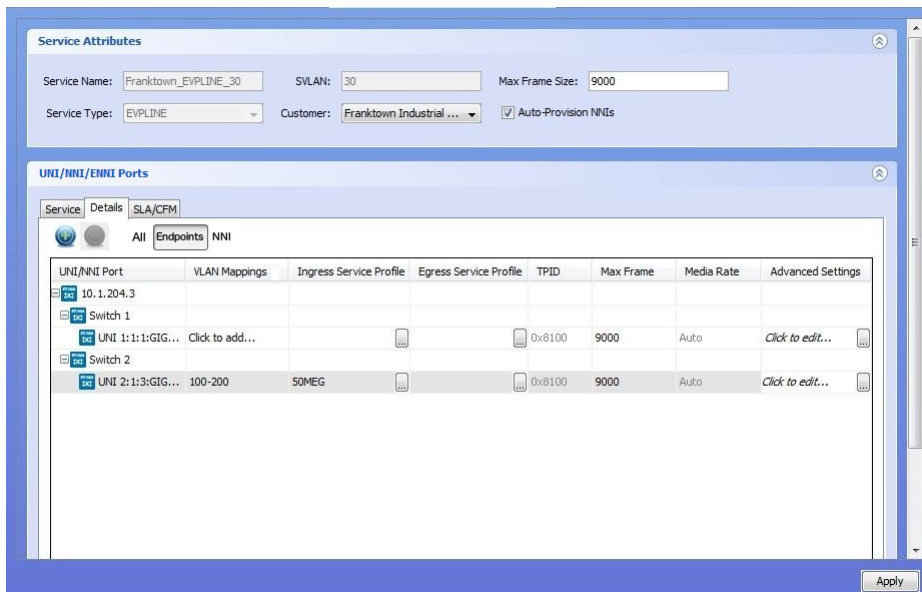 Service Attributes
Service Name: Franktown_EVPLINE_30 SVLAN: 30 Max Frame Size: 9000
Service Type: EVPLINE Customer: Franktown Industrial ... Auto-Provision NNIs
UNI/NNI/ENNI Ports
Service Details SLA/CFM
All Endpoints NNI
UNI/NNI Port VLAN Mappings Ingress Service Profile Egress Service Profile TPID Max Frame Media Rate Advanced Settings
10.1.204.3
Switch 1
UNI 1:1:1:GIG... Click to add... ... ... 0x8100 9000 Auto Click to edit... ...
Switch 2
UNI 2:1:3:GIG... 100-200 50MEG ... ... 0x8100 9000 Auto Click to edit... ...
Apply